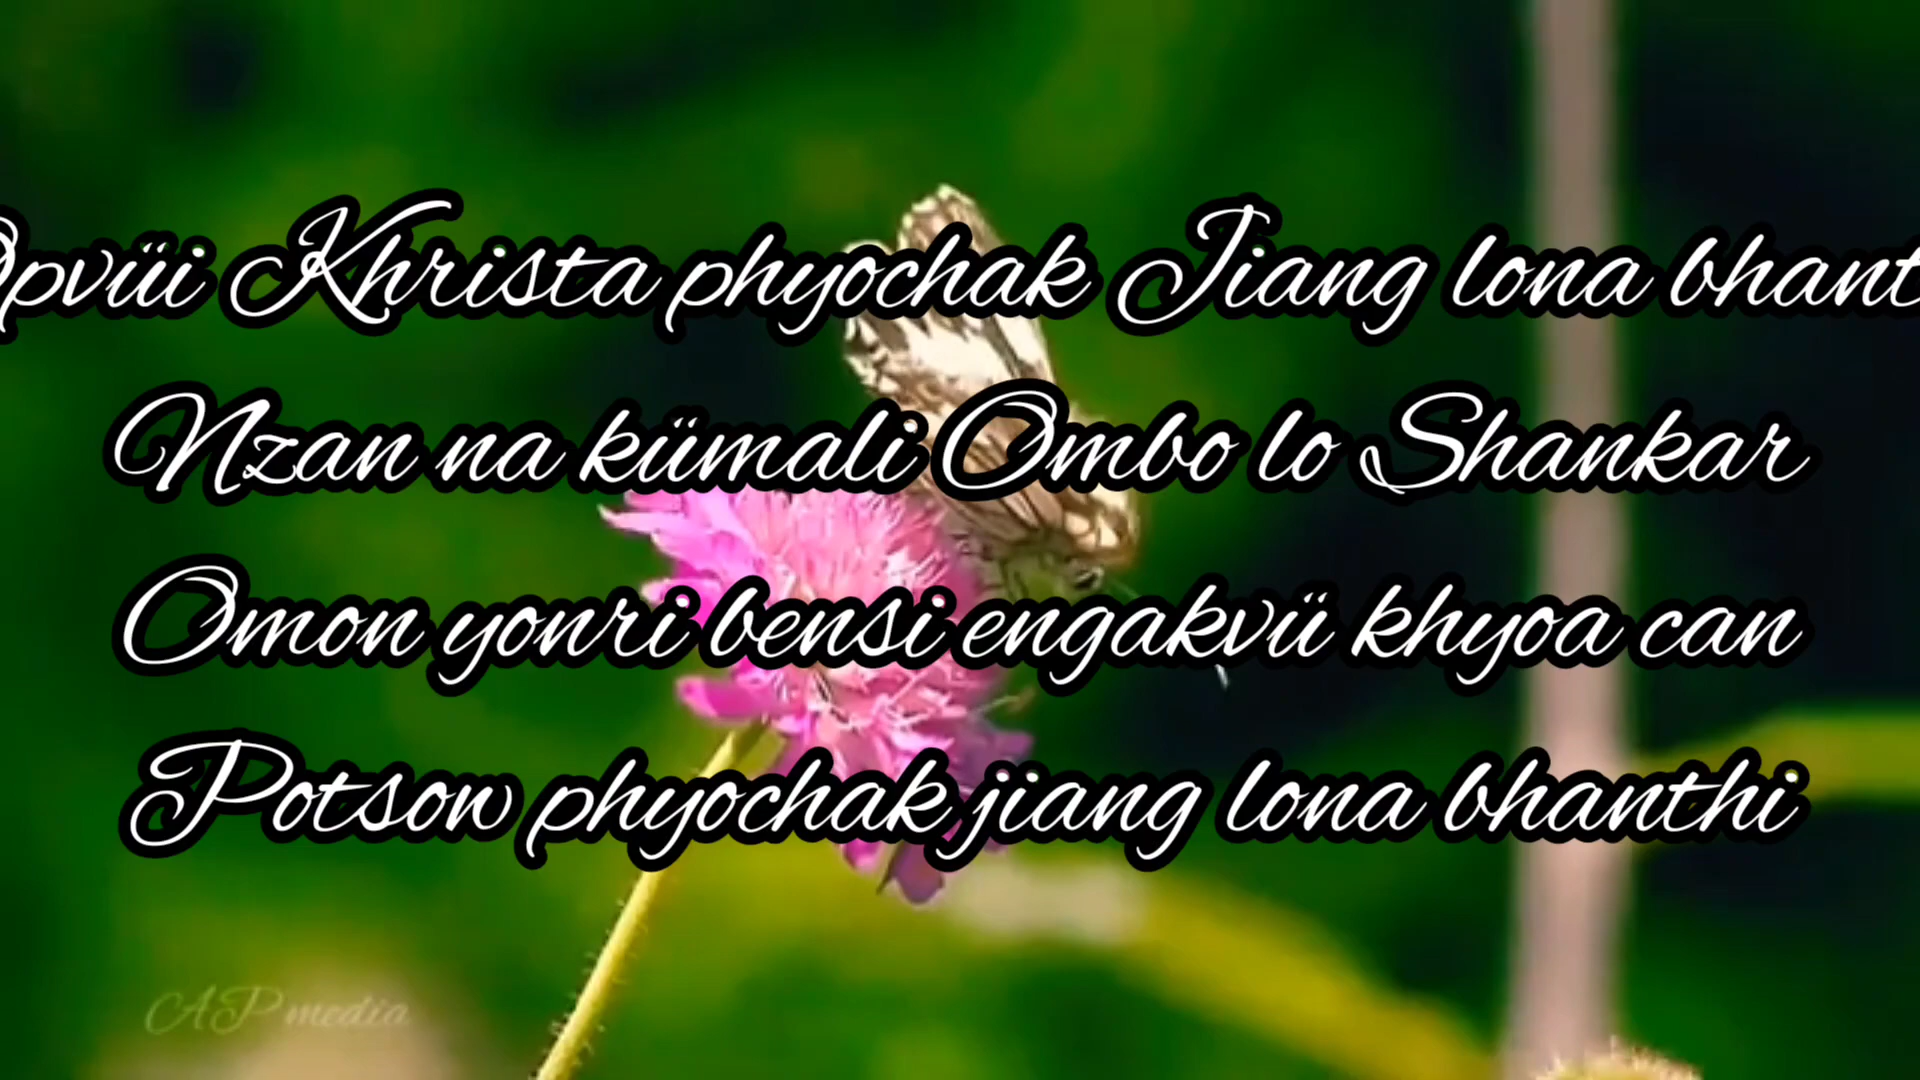 Opvüi Khrista phyochak Jiang lona bhant
Nzan na kümali Ombo lo Shankar
Omon yonri bensi engakvü khyoa can
Potsow phyochak jiang lona bhanthi
AP media